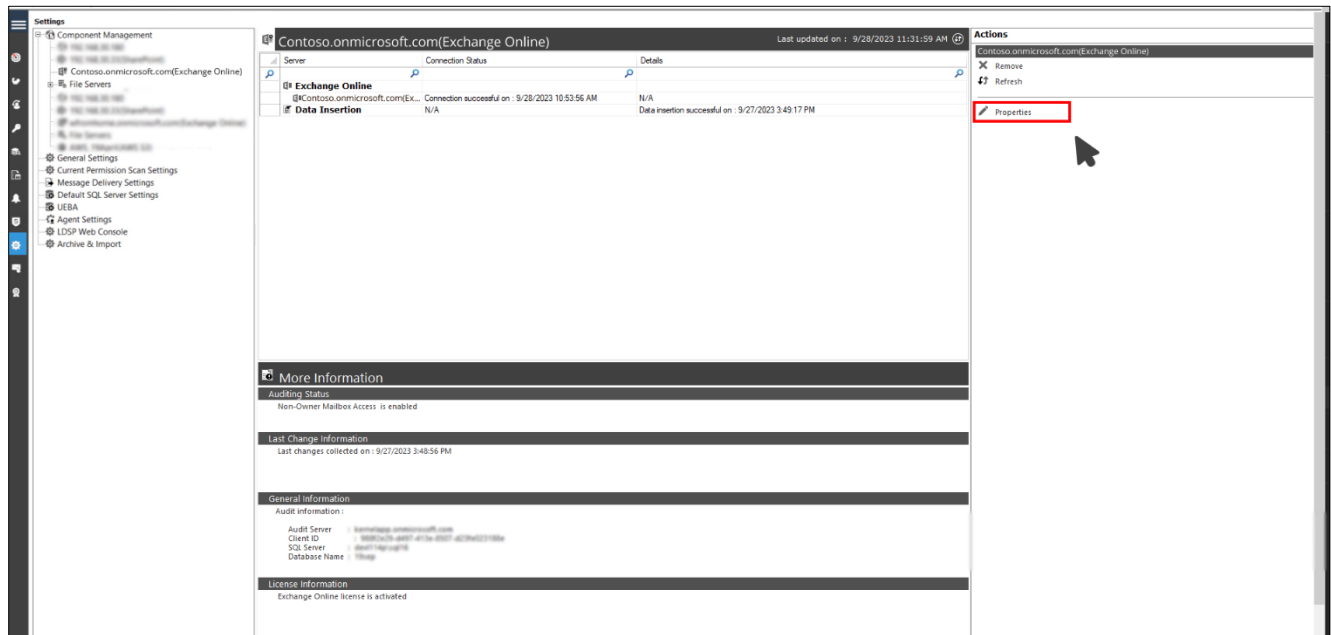 Settings
Component Management
Contoso.onmicrosoft.com(Exchange Online)
File Servers
General Settings
Current Permission Scan Settings
Message Delivery Settings
Default SQL Server Settings
UEBA
Agent Settings
LDSP Web Console
Archive & Import
Contoso.onmicrosoft.com(Exchange Online)
Last updated on : 9/28/2023 11:31:59 AM
Server Connection Status Details
Exchange Online
Contoso.onmicrosoft.com(Ex... Connection successful on : 9/28/2023 10:53:56 AM N/A
Data Insertion N/A Data insertion successful on : 9/27/2023 3:49:17 PM
More Information
Auditing Status
Non-Owner Mailbox Access is enabled
Last Change Information
Last changes collected on : 9/27/2023 3:48:56 PM
General Information
Audit information :
Audit Server :
Client ID :
SQL Server :
Database Name :
License Information
Exchange Online license is activated
Actions
Contoso.onmicrosoft.com(Exchange Online)
Remove
Refresh
Properties